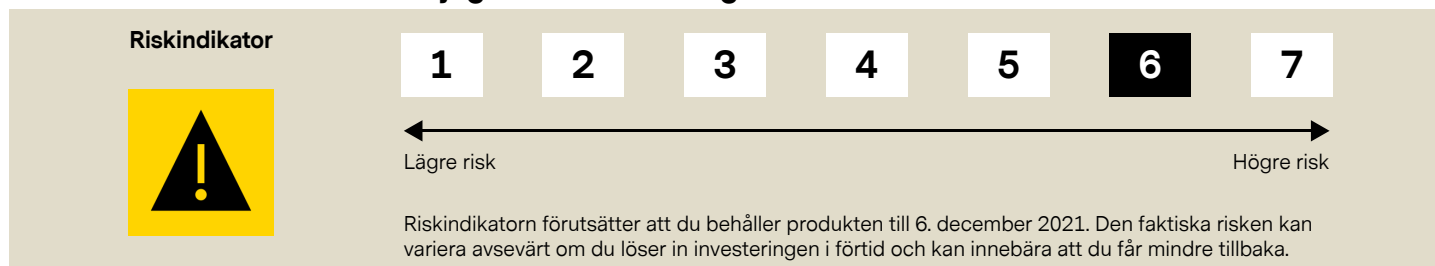 Riskindikator
1 2 3 4 5 6 7
Lägre risk Högre risk
Riskindikatorn förutsätter att du behåller produkten till 6. december 2021. Den faktiska risken kan
variera avsevärt om du löser in investeringen i förtid och kan innebära att du får mindre tillbaka.